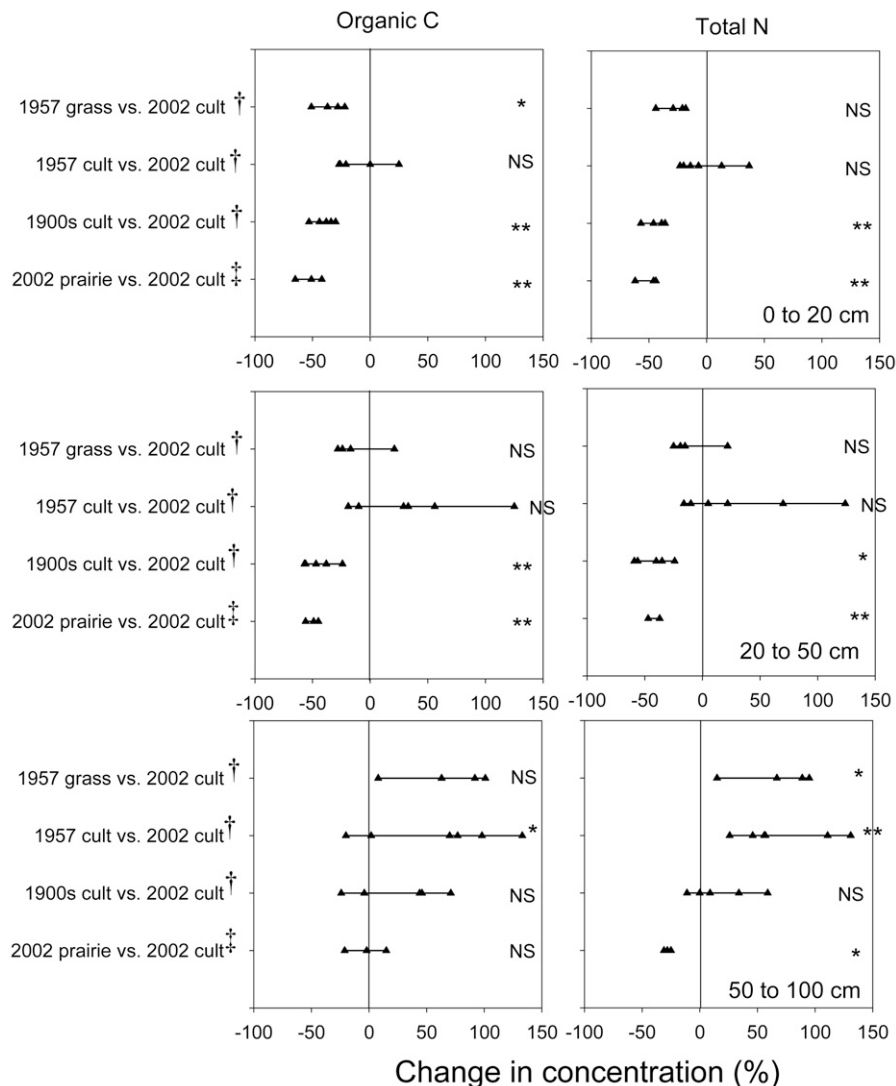 Organic C
Total N
1957 grass vs. 2002 cult †
*
NS
1957 cult vs. 2002 cult †
NS
NS
1900s cult vs. 2002 cult †
**
**
2002 prairie vs. 2002 cult ‡
**
**
0 to 20 cm
-100 -50 0 50 100 150
-100 -50 0 50 100 150
1957 grass vs. 2002 cult †
NS
NS
1957 cult vs. 2002 cult †
NS
NS
1900s cult vs. 2002 cult †
**
*
2002 prairie vs. 2002 cult ‡
**
**
20 to 50 cm
-100 -50 0 50 100 150
-100 -50 0 50 100 150
1957 grass vs. 2002 cult †
NS
*
1957 cult vs. 2002 cult †
*
**
1900s cult vs. 2002 cult †
NS
NS
2002 prairie vs. 2002 cult ‡
NS
*
50 to 100 cm
-100 -50 0 50 100 150
-100 -50 0 50 100 150
Change in concentration (%)